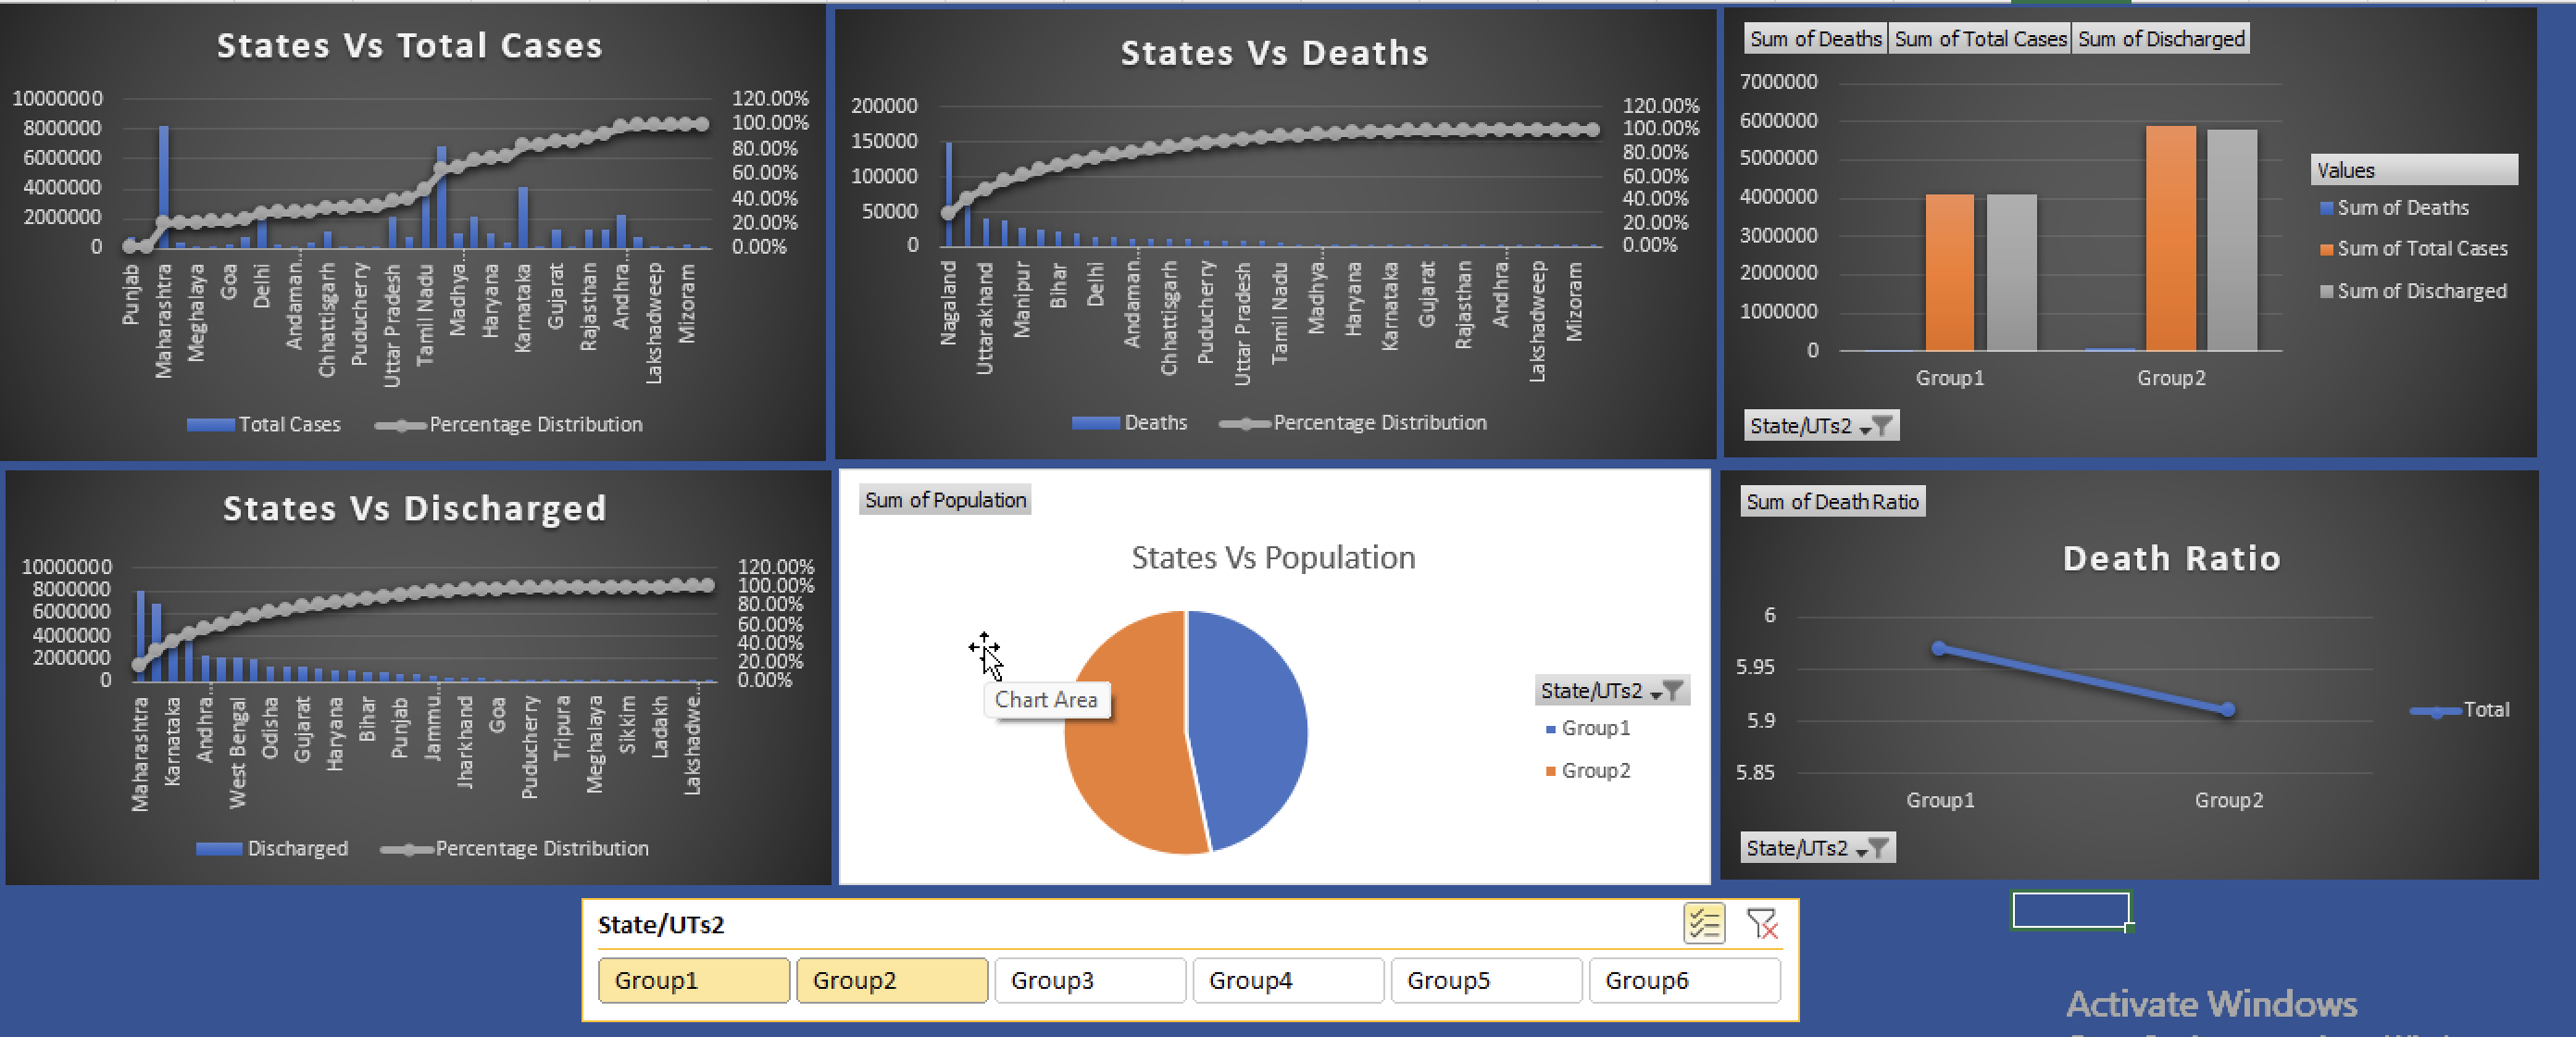 States Vs Total Cases
10000000
8000000
6000000
4000000
2000000
0
120.00%
100.00%
80.00%
60.00%
40.00%
20.00%
0.00%
Punjab
Maharashtra
Meghalaya
Goa
Delhi
Andaman...
Chhattisgarh
Puducherry
Uttar Pradesh
Tamil Nadu
Madhya...
Haryana
Karnataka
Gujarat
Rajasthan
Andhra...
Lakshadweep
Mizoram
Total Cases
Percentage Distribution
States Vs Deaths
200000
150000
100000
50000
0
120.00%
100.00%
80.00%
60.00%
40.00%
20.00%
0.00%
Nagaland
Uttarakhand
Manipur
Bihar
Delhi
Andaman...
Chhattisgarh
Puducherry
Uttar Pradesh
Tamil Nadu
Madhya...
Haryana
Karnataka
Gujarat
Rajasthan
Andhra...
Lakshadweep
Mizoram
Deaths
Percentage Distribution
Sum of Deaths Sum of Total Cases Sum of Discharged
7000000
6000000
5000000
4000000
3000000
2000000
1000000
0
Group1
Group2
Values
Sum of Deaths
Sum of Total Cases
Sum of Discharged
State/UTs2
States Vs Discharged
10000000
8000000
6000000
4000000
2000000
0
120.00%
100.00%
80.00%
60.00%
40.00%
20.00%
0.00%
Maharashtra
Karnataka
Andhra...
West Bengal
Odisha
Gujarat
Haryana
Bihar
Punjab
Jammu...
Jharkhand
Goa
Puducherry
Tripura
Meghalaya
Sikkim
Ladakh
Lakshadwe...
Discharged
Percentage Distribution
Sum of Population
States Vs Population
Chart Area
State/UTs2
Group1
Group2
Sum of Death Ratio
Death Ratio
6
5.95
5.9
5.85
Group1
Group2
Total
State/UTs2
State/UTs2
Group1
Group2
Group3
Group4
Group5
Group6
Activate Windows